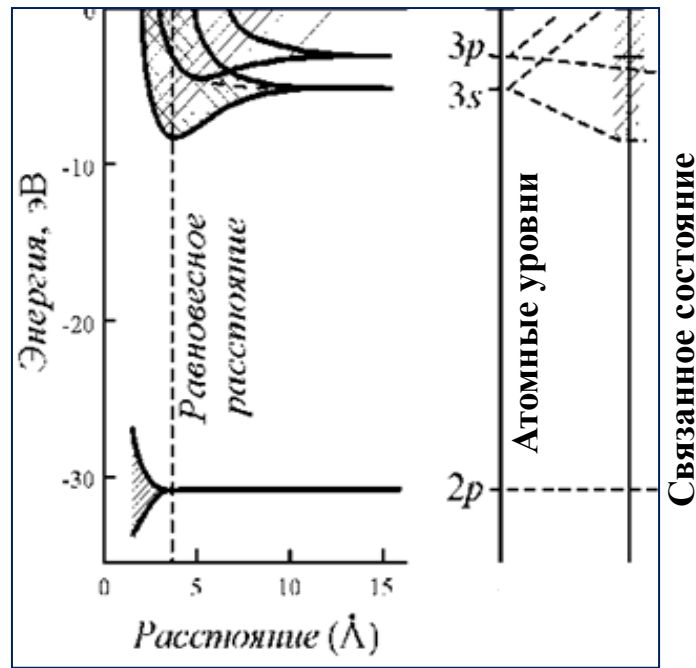 0
-10
-20
-30
Энергия, эВ
0
5
10
15
Расстояние (Å)
Равновесное
расстояние
3p
3s
2p
Атомные уровни
Связанное состояние